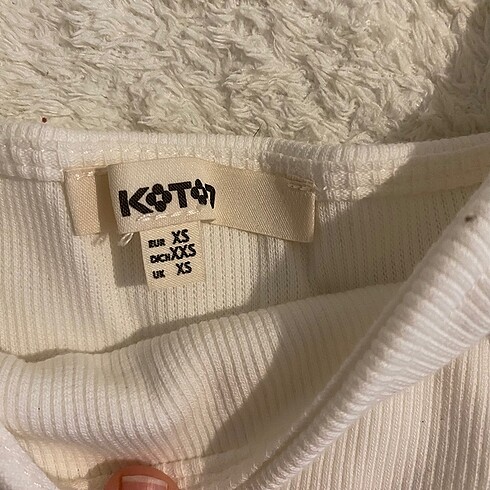 KOTON
EUR XS
D/CH XXS
UK XS